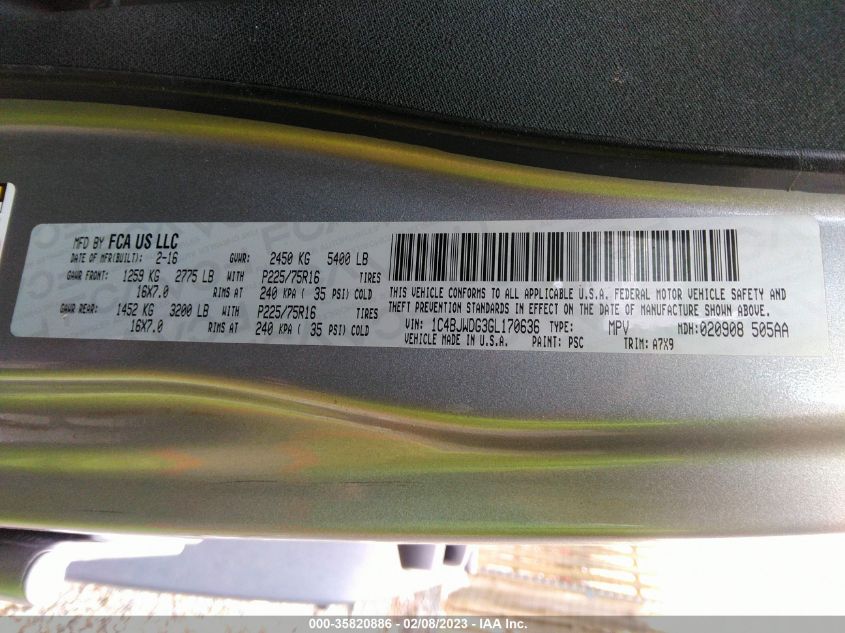 MFD BY FCA US LLC
DATE OF MFR(BUILT): 2-16 GVWR: 2450 KG 5400 LB
GAWR FRONT: 1259 KG 2775 LB WITH P225/75R16 TIRES
16X7.0 RIMS AT 240 KPA ( 35 PSI) COLD
GAWR REAR: 1452 KG 3200 LB WITH P225/75R16 TIRES
16X7.0 RIMS AT 240 KPA ( 35 PSI) COLD
THIS VEHICLE CONFORMS TO ALL APPLICABLE U.S.A. FEDERAL MOTOR VEHICLE SAFETY AND
THEFT PREVENTION STANDARDS IN EFFECT ON THE DATE OF MANUFACTURE SHOWN ABOVE.
VIN: 1C4BJWDG3GL170636 TYPE: MPV MDH:020908 505AA
VEHICLE MADE IN U.S.A. PAINT: PSC TRIM: A7X9
000-35820886 - 02/08/2023 - IAA Inc.